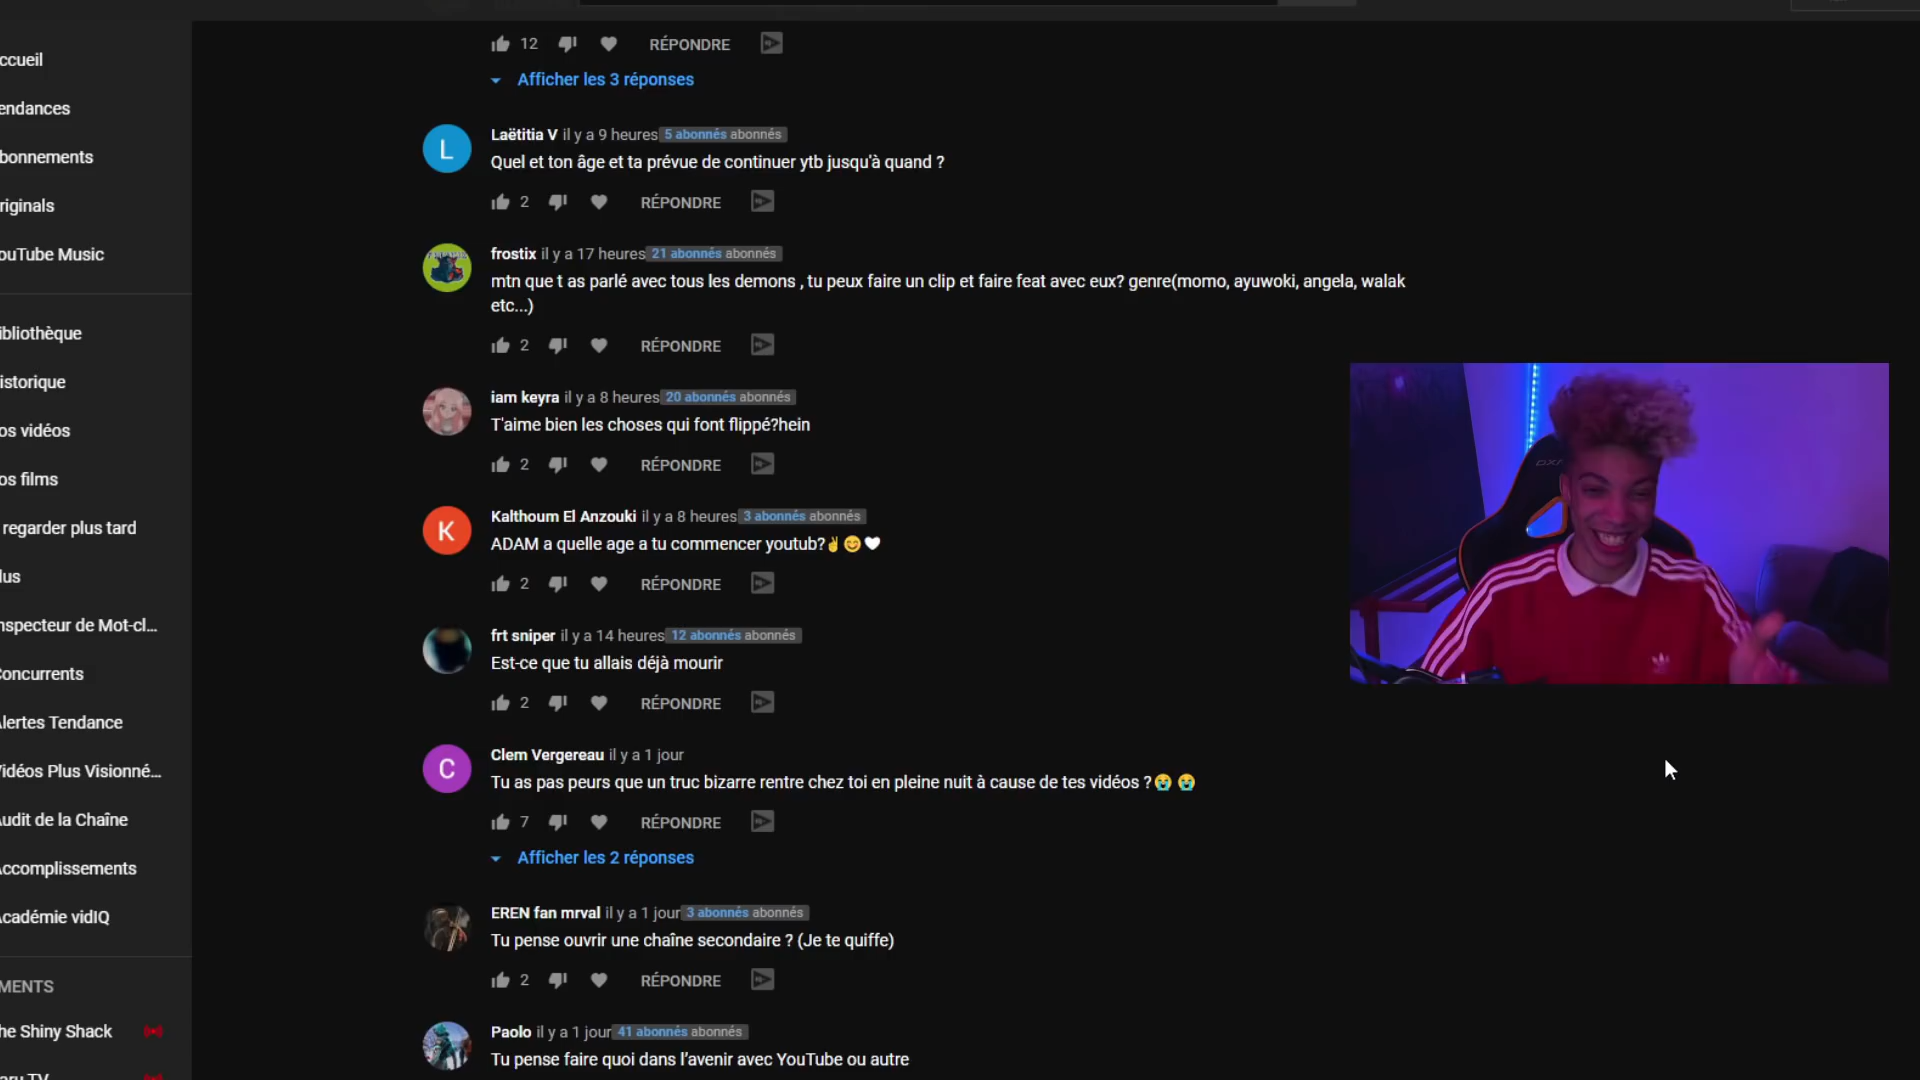 12 RÉPONDRE
Afficher les 3 réponses
ccueil
endances
bonnements
riginals
ouTube Music
ibliothèque
istorique
os vidéos
os films
regarder plus tard
lus
nspecteur de Mot-cl...
Concurrents
lertes Tendance
Vidéos Plus Visionné...
udit de la Chaîne
Accomplissements
Académie vidIQ
MENTS
he Shiny Shack
aru TV
L
Laëtitia V il y a 9 heures 5 abonnés abonnés
Quel et ton âge et ta prévue de continuer ytb jusqu'à quand ?
2 RÉPONDRE
frostix il y a 17 heures 21 abonnés abonnés
mtn que t as parlé avec tous les demons , tu peux faire un clip et faire feat avec eux? genre(momo, ayuwoki, angela, walak
etc...)
2 RÉPONDRE
iam keyra il y a 8 heures 20 abonnés abonnés
T'aime bien les choses qui font flippé?hein
2 RÉPONDRE
K
Kalthoum El Anzouki il y a 8 heures 3 abonnés abonnés
ADAM a quelle age a tu commencer youtub?✌😊🤍
2 RÉPONDRE
frt sniper il y a 14 heures 12 abonnés abonnés
Est-ce que tu allais déjà mourir
2 RÉPONDRE
C
Clem Vergereau il y a 1 jour
Tu as pas peurs que un truc bizarre rentre chez toi en pleine nuit à cause de tes vidéos ?😭 😭
7 RÉPONDRE
Afficher les 2 réponses
EREN fan mrval il y a 1 jour 3 abonnés abonnés
Tu pense ouvrir une chaîne secondaire ? (Je te quiffe)
2 RÉPONDRE
Paolo il y a 1 jour 41 abonnés abonnés
Tu pense faire quoi dans l'avenir avec YouTube ou autre